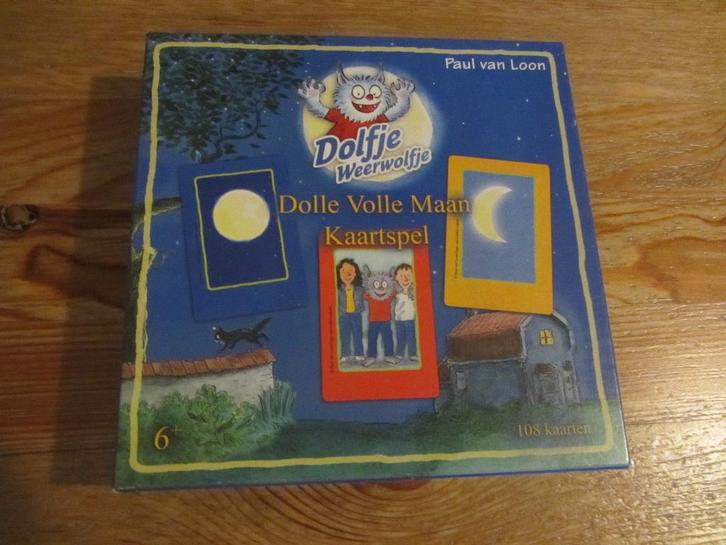 Paul van Loon
Dolfje
Weerwolfje
Dolle Volle Maan
Kaartspel
6+
108 kaarten